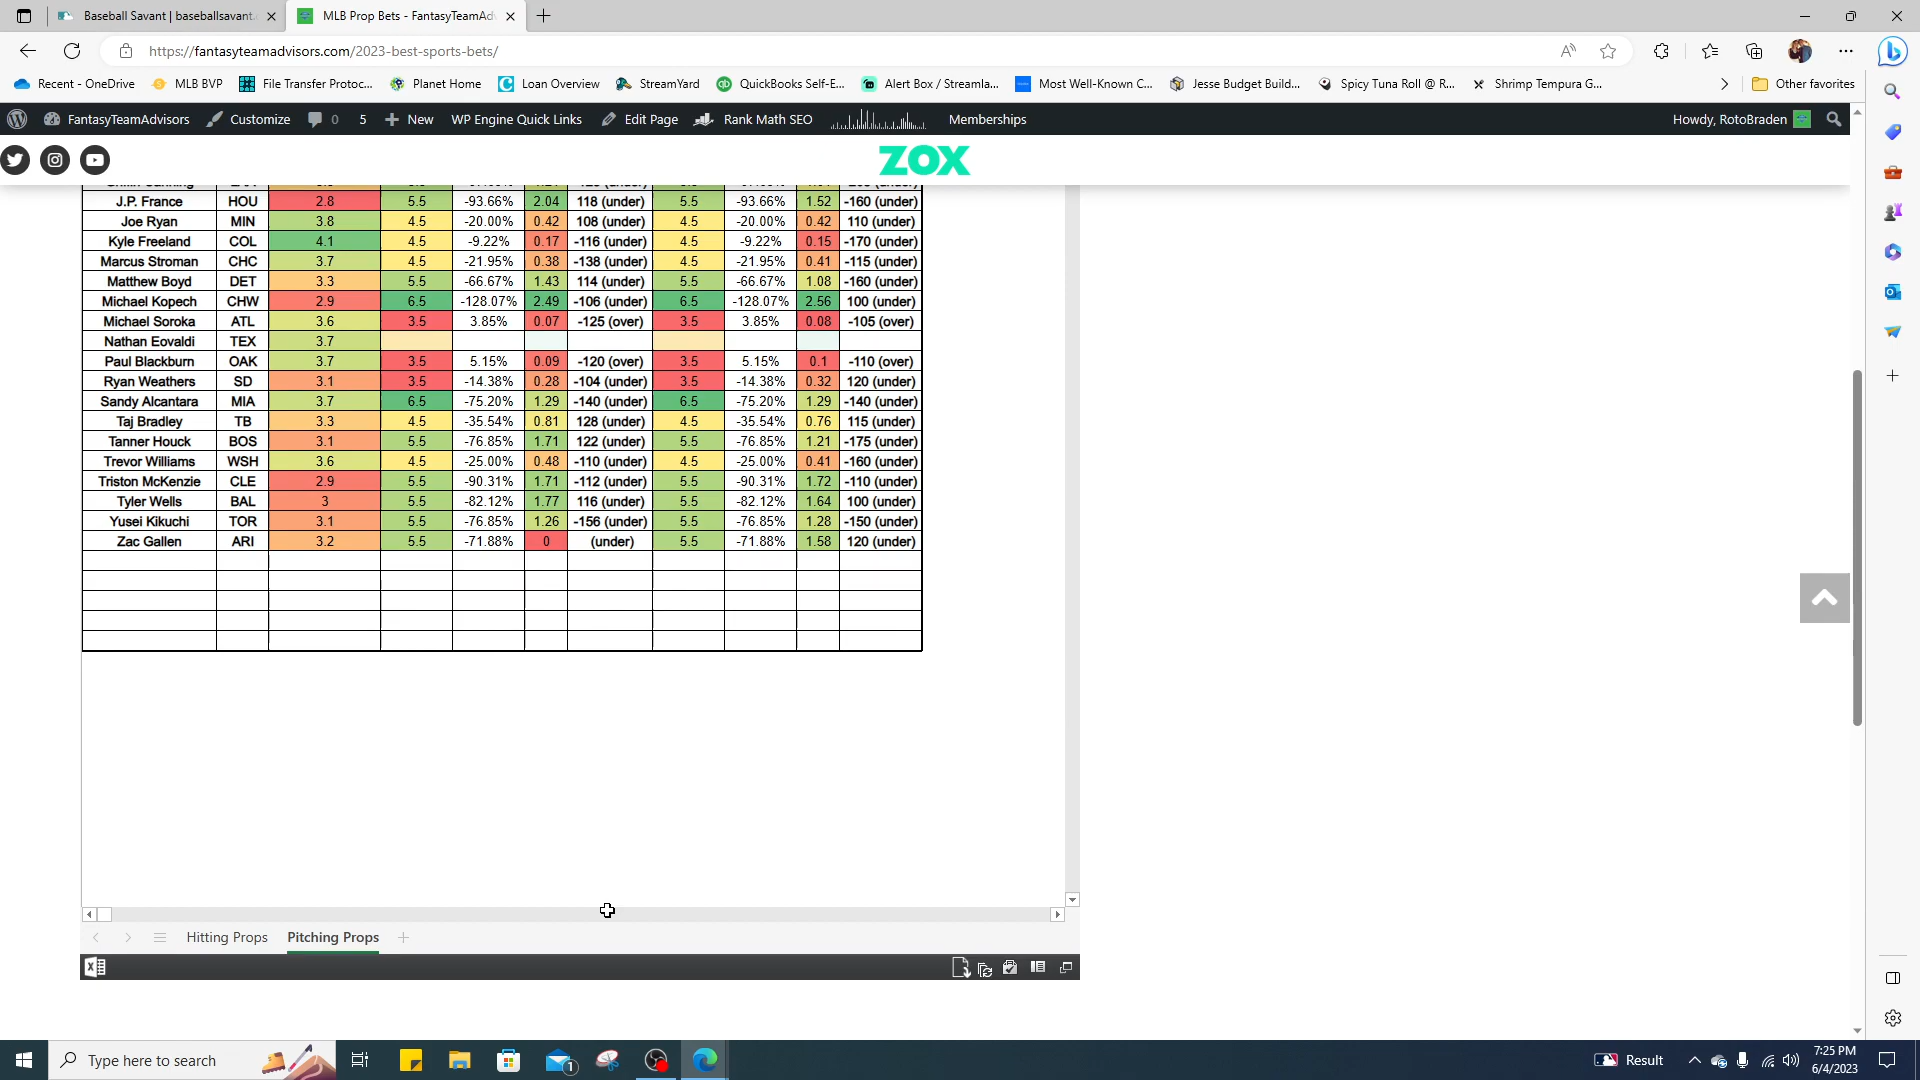 Baseball Savant | baseballsavant.
MLB Prop Bets - FantasyTeamAd
https://fantasyteamadvisors.com/2023-best-sports-bets/
Recent - OneDrive MLB BVP File Transfer Protoc... Planet Home Loan Overview StreamYard QuickBooks Self-E... Alert Box / Streamla... Most Well-Known C... Jesse Budget Build... Spicy Tuna Roll @ R... Shrimp Tempura G... Other favorites
FantasyTeamAdvisors Customize 0 5 New WP Engine Quick Links Edit Page Rank Math SEO Memberships Howdy, RotoBraden
ZOX
J.P. France HOU 2.8 5.5 -93.66% 2.04 118 (under) 5.5 -93.66% 1.52 -160 (under)
Joe Ryan MIN 3.8 4.5 -20.00% 0.42 108 (under) 4.5 -20.00% 0.42 110 (under)
Kyle Freeland COL 4.1 4.5 -9.22% 0.17 -116 (under) 4.5 -9.22% 0.15 -170 (under)
Marcus Stroman CHC 3.7 4.5 -21.95% 0.38 -138 (under) 4.5 -21.95% 0.41 -115 (under)
Matthew Boyd DET 3.3 5.5 -66.67% 1.43 114 (under) 5.5 -66.67% 1.08 -160 (under)
Michael Kopech CHW 2.9 6.5 -128.07% 2.49 -106 (under) 6.5 -128.07% 2.56 100 (under)
Michael Soroka ATL 3.6 3.5 3.85% 0.07 -125 (over) 3.5 3.85% 0.08 -105 (over)
Nathan Eovaldi TEX 3.7
Paul Blackburn OAK 3.7 3.5 5.15% 0.09 -120 (over) 3.5 5.15% 0.1 -110 (over)
Ryan Weathers SD 3.1 3.5 -14.38% 0.28 -104 (under) 3.5 -14.38% 0.32 120 (under)
Sandy Alcantara MIA 3.7 6.5 -75.20% 1.29 -140 (under) 6.5 -75.20% 1.29 -140 (under)
Taj Bradley TB 3.3 4.5 -35.54% 0.81 128 (under) 4.5 -35.54% 0.76 115 (under)
Tanner Houck BOS 3.1 5.5 -76.85% 1.71 122 (under) 5.5 -76.85% 1.21 -175 (under)
Trevor Williams WSH 3.6 4.5 -25.00% 0.48 -110 (under) 4.5 -25.00% 0.41 -160 (under)
Triston McKenzie CLE 2.9 5.5 -90.31% 1.71 -112 (under) 5.5 -90.31% 1.72 -110 (under)
Tyler Wells BAL 3 5.5 -82.12% 1.77 116 (under) 5.5 -82.12% 1.64 100 (under)
Yusei Kikuchi TOR 3.1 5.5 -76.85% 1.26 -156 (under) 5.5 -76.85% 1.28 -150 (under)
Zac Gallen ARI 3.2 5.5 -71.88% 0 (under) 5.5 -71.88% 1.58 120 (under)
Hitting Props Pitching Props
Type here to search
1
Result
7:25 PM
6/4/2023